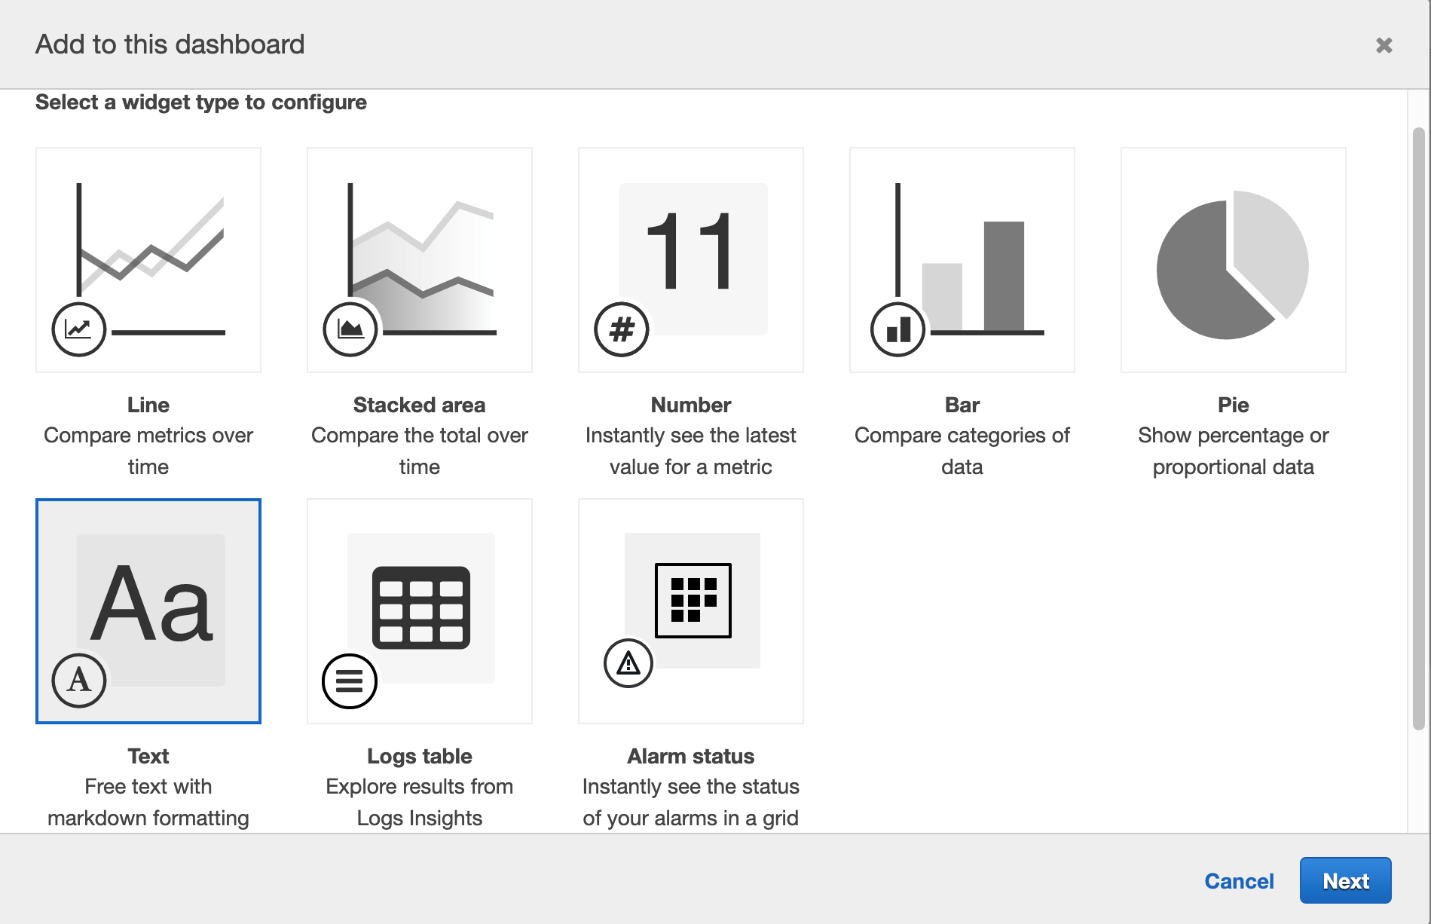 Add to this dashboard
Select a widget type to configure
11
#
Line
Compare metrics over
time
Stacked area
Compare the total over
time
Number
Instantly see the latest
value for a metric
Bar
Compare categories of
data
Pie
Show percentage or
proportional data
Aa
A
Text
Free text with
markdown formatting
Logs table
Explore results from
Logs Insights
Alarm status
Instantly see the status
of your alarms in a grid
Cancel
Next